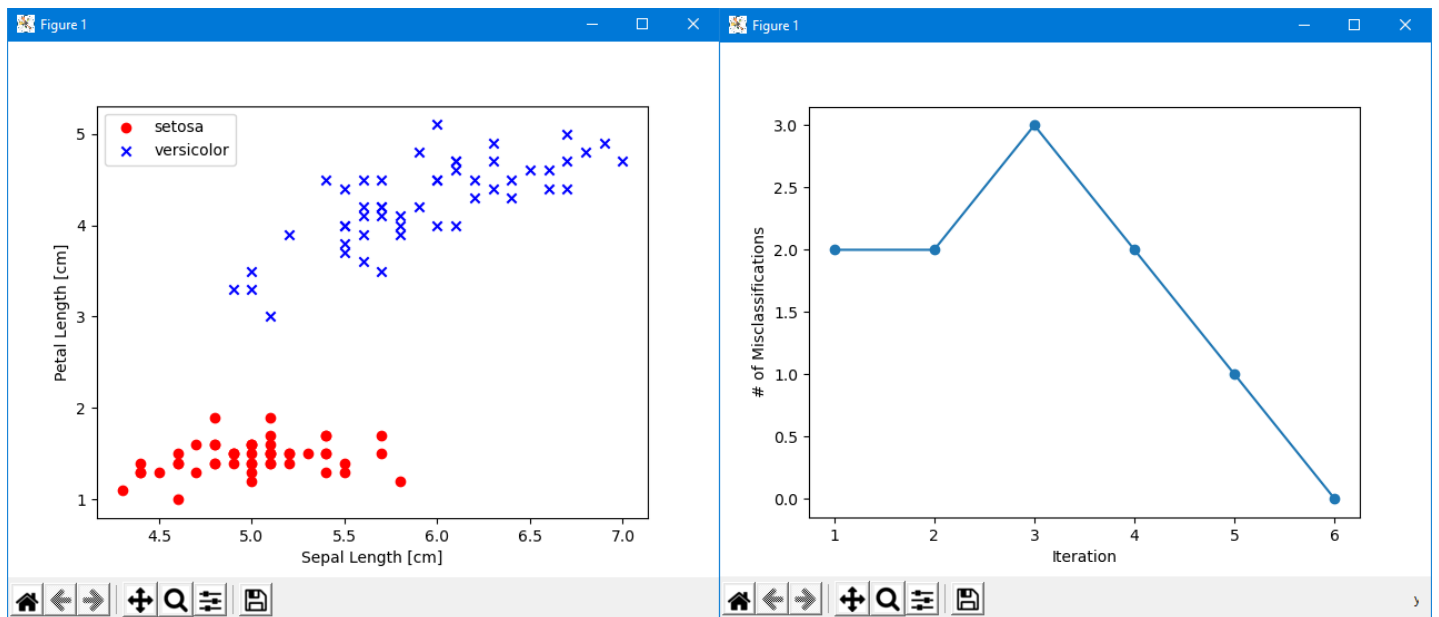 Figure 1
setosa
versicolor
5
4
3
2
1
Petal Length [cm]
4.5 5.0 5.5 6.0 6.5 7.0
Sepal Length [cm]
Figure 1
3.0
2.5
2.0
1.5
1.0
0.5
0.0
# of Misclassifications
1 2 3 4 5 6
Iteration